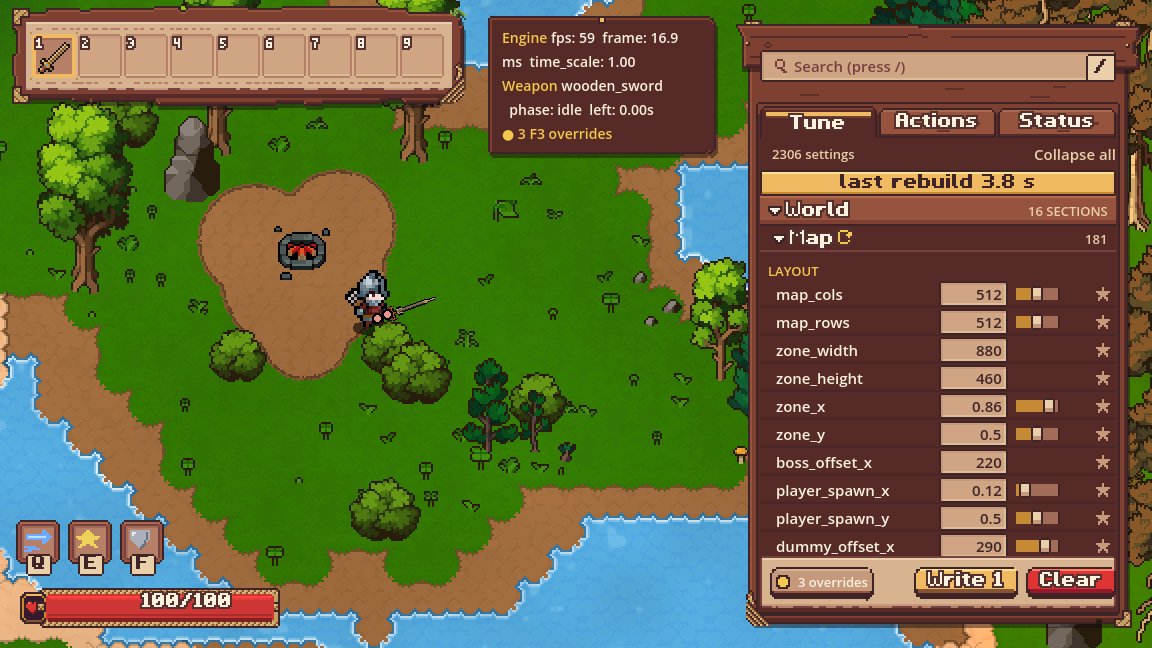 1 2 3 4 5 6 7 8 9
Engine fps: 59 frame: 16.9
ms time_scale: 1.00
Weapon wooden_sword
phase: idle left: 0.00s
3 F3 overrides
Search (press /)
/
Tune Actions Status
2306 settings Collapse all
last rebuild 3.8 s
World 16 SECTIONS
Map 181
LAYOUT
map_cols 512
map_rows 512
zone_width 880
zone_height 460
zone_x 0.86
zone_y 0.5
boss_offset_x 220
player_spawn_x 0.12
player_spawn_y 0.5
dummy_offset_x 290
3 overrides Write 1 Clear
Q E F
100/100